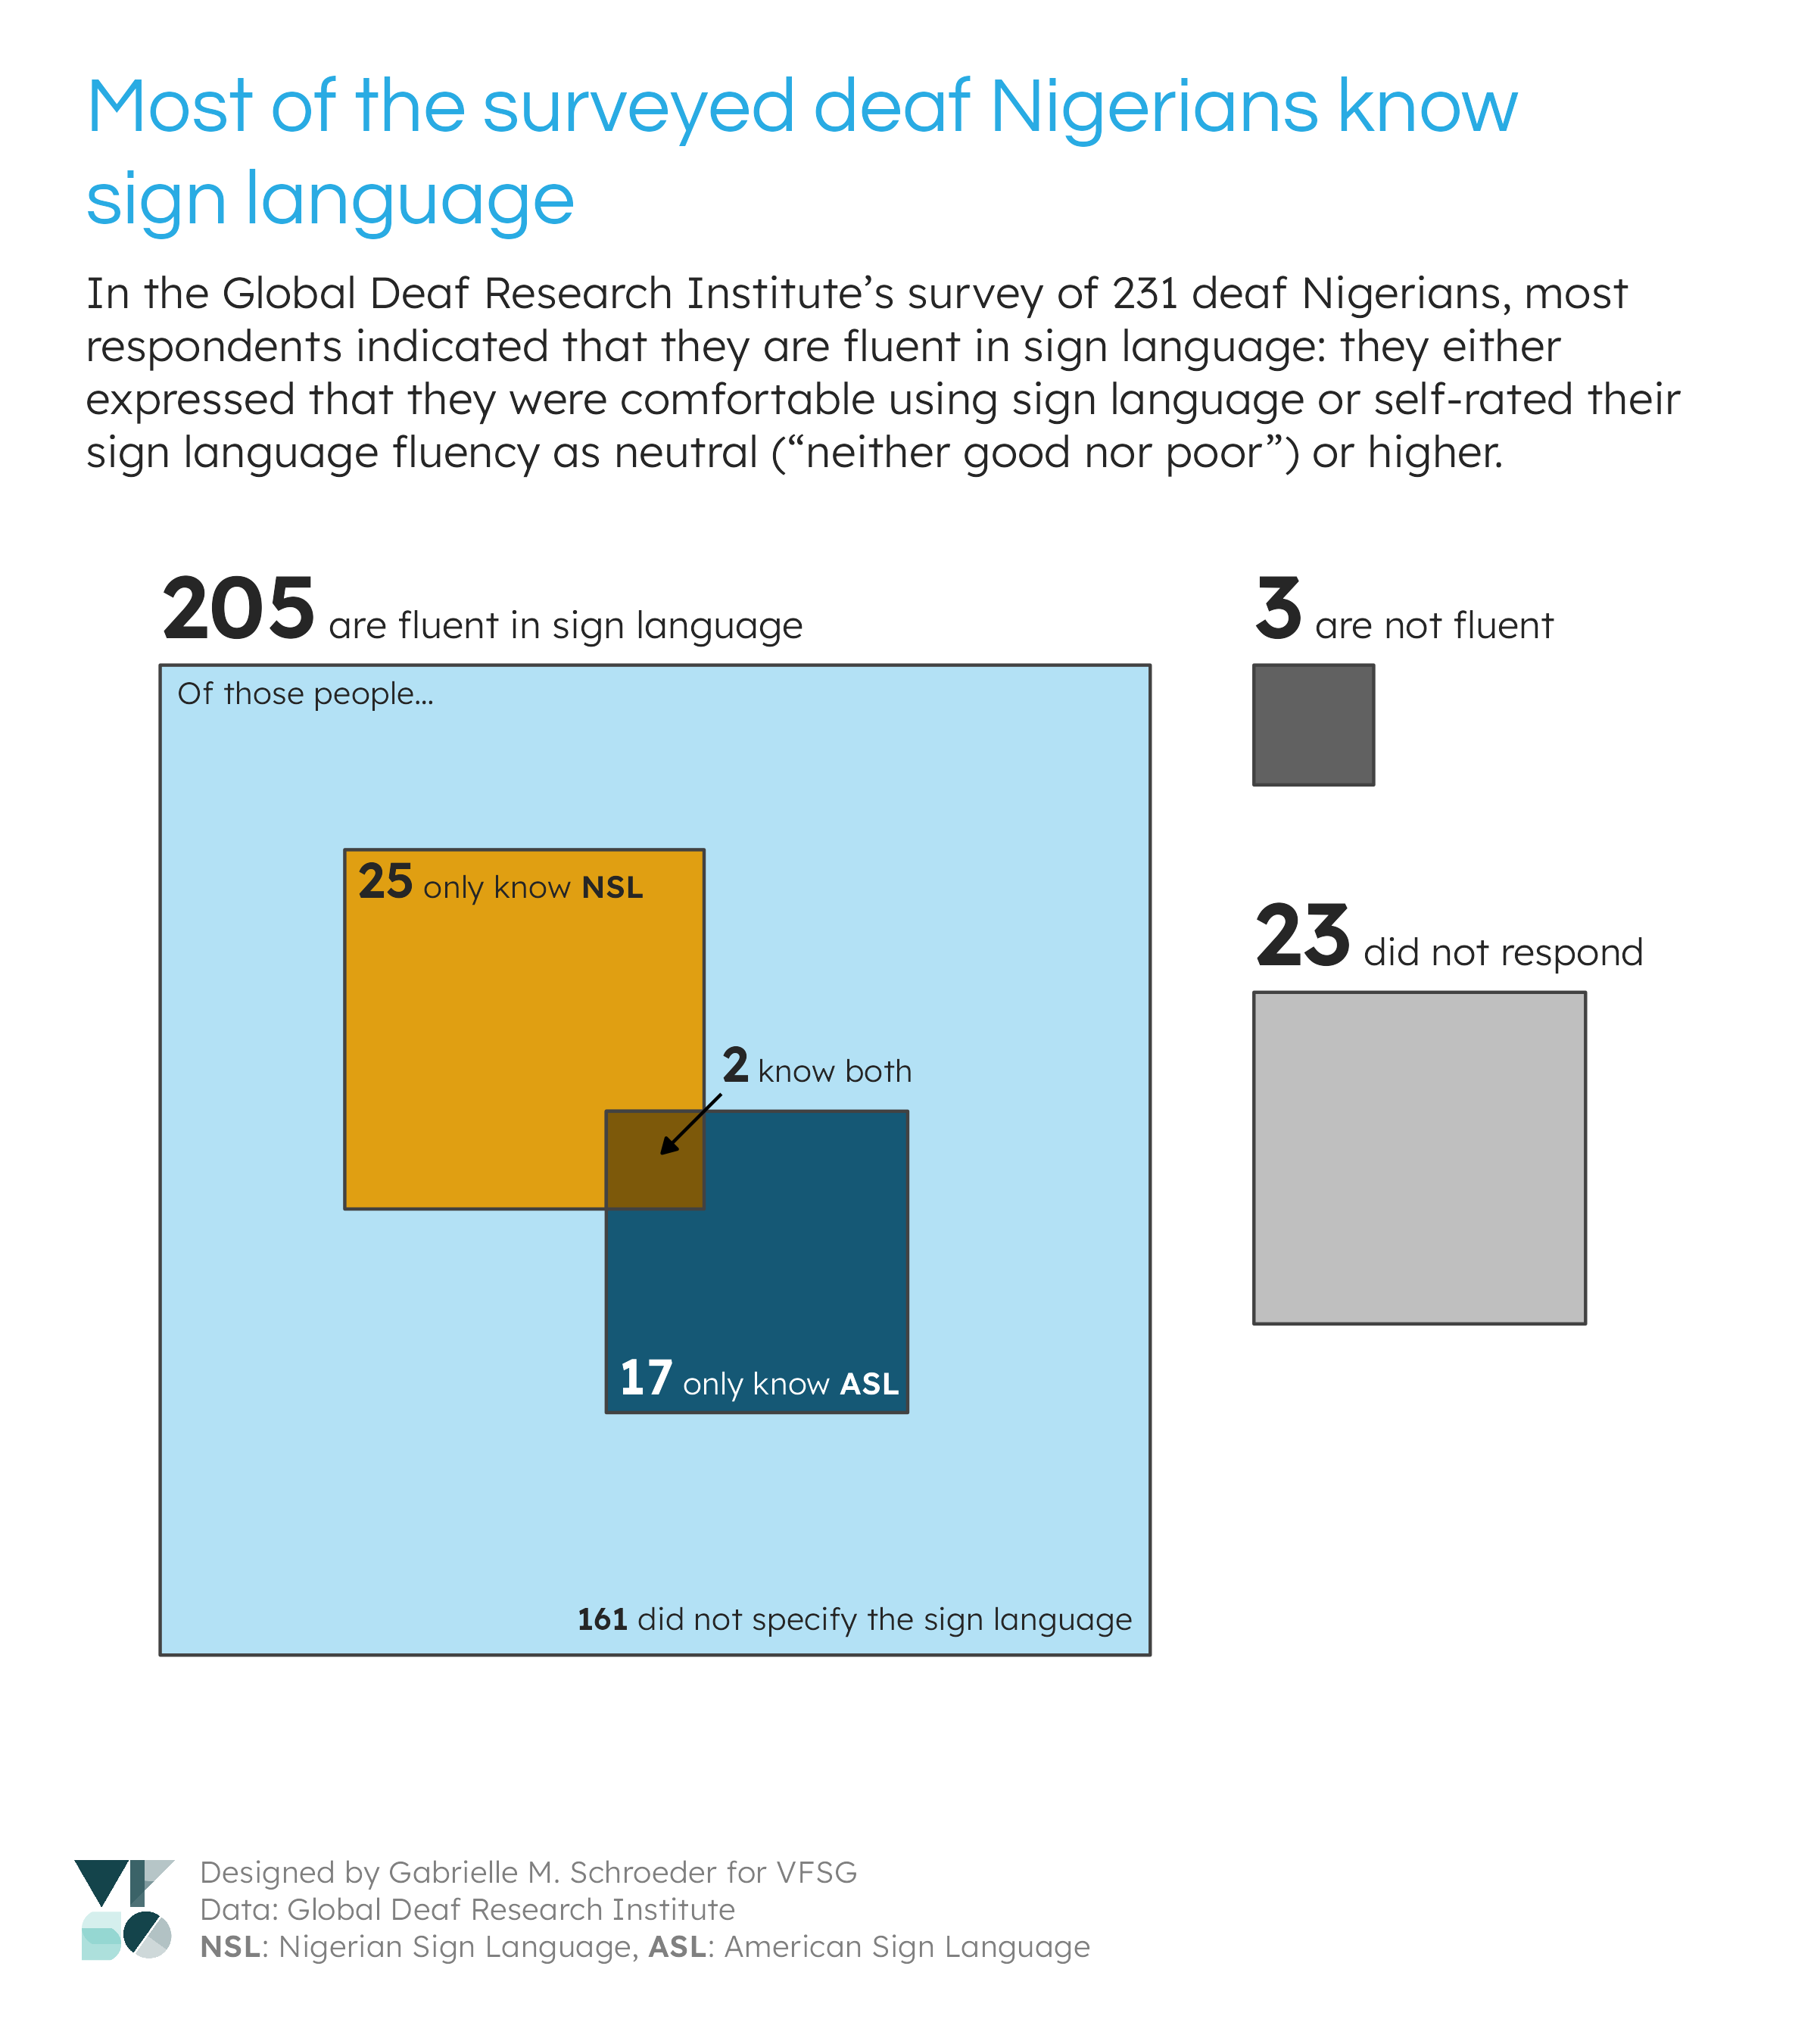 Most of the surveyed deaf Nigerians know
sign language
In the Global Deaf Research Institute’s survey of 231 deaf Nigerians, most
respondents indicated that they are fluent in sign language: they either
expressed that they were comfortable using sign language or self-rated their
sign language fluency as neutral (“neither good nor poor”) or higher.
205 are fluent in sign language
Of those people...
25 only know NSL
2 know both
17 only know ASL
161 did not specify the sign language
3 are not fluent
23 did not respond
Designed by Gabrielle M. Schroeder for VFSG
Data: Global Deaf Research Institute
NSL: Nigerian Sign Language, ASL: American Sign Language